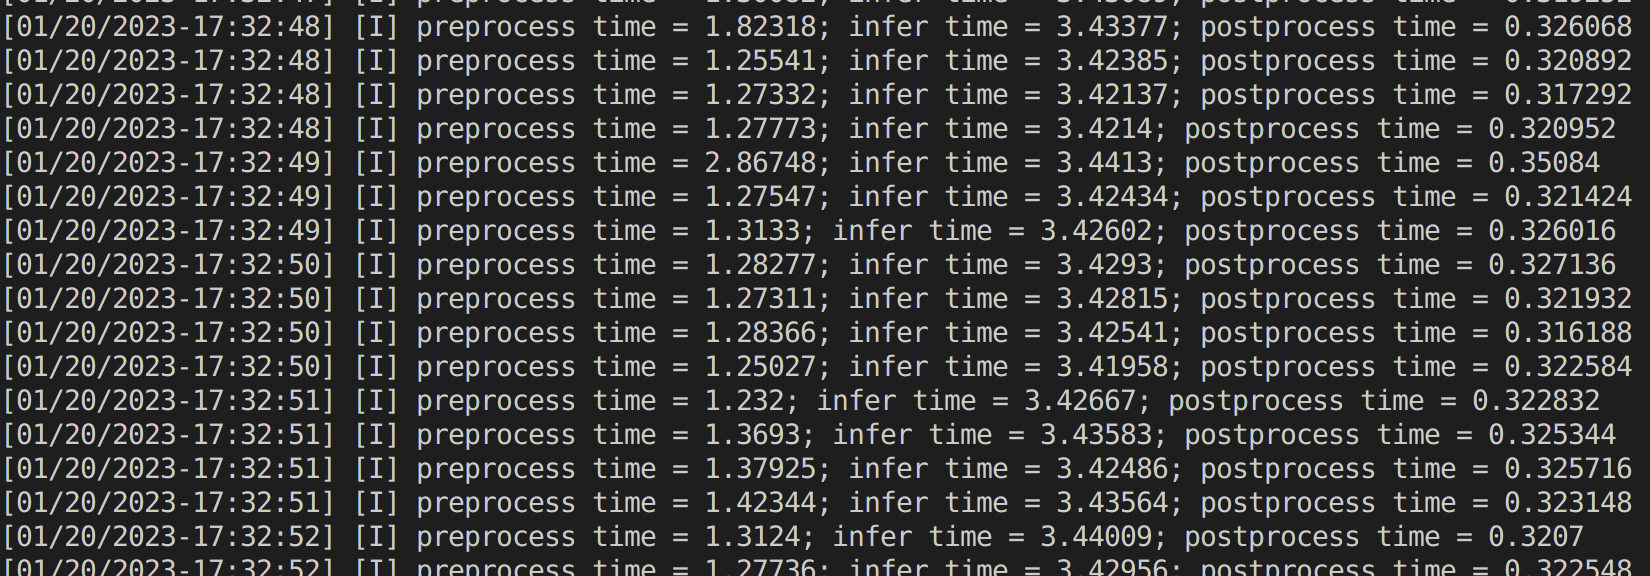 [01/20/2023-17:32:48] [I] preprocess time = 1.82318; infer time = 3.43377; postprocess time = 0.326068
[01/20/2023-17:32:48] [I] preprocess time = 1.25541; infer time = 3.42385; postprocess time = 0.320892
[01/20/2023-17:32:48] [I] preprocess time = 1.27332; infer time = 3.42137; postprocess time = 0.317292
[01/20/2023-17:32:48] [I] preprocess time = 1.27773; infer time = 3.4214; postprocess time = 0.320952
[01/20/2023-17:32:49] [I] preprocess time = 2.86748; infer time = 3.4413; postprocess time = 0.35084
[01/20/2023-17:32:49] [I] preprocess time = 1.27547; infer time = 3.42434; postprocess time = 0.321424
[01/20/2023-17:32:49] [I] preprocess time = 1.3133; infer time = 3.42602; postprocess time = 0.326016
[01/20/2023-17:32:50] [I] preprocess time = 1.28277; infer time = 3.4293; postprocess time = 0.327136
[01/20/2023-17:32:50] [I] preprocess time = 1.27311; infer time = 3.42815; postprocess time = 0.321932
[01/20/2023-17:32:50] [I] preprocess time = 1.28366; infer time = 3.42541; postprocess time = 0.316188
[01/20/2023-17:32:50] [I] preprocess time = 1.25027; infer time = 3.41958; postprocess time = 0.322584
[01/20/2023-17:32:51] [I] preprocess time = 1.232; infer time = 3.42667; postprocess time = 0.322832
[01/20/2023-17:32:51] [I] preprocess time = 1.3693; infer time = 3.43583; postprocess time = 0.325344
[01/20/2023-17:32:51] [I] preprocess time = 1.37925; infer time = 3.42486; postprocess time = 0.325716
[01/20/2023-17:32:51] [I] preprocess time = 1.42344; infer time = 3.43564; postprocess time = 0.323148
[01/20/2023-17:32:52] [I] preprocess time = 1.3124; infer time = 3.44009; postprocess time = 0.3207
[01/20/2023-17:32:52] [I] preprocess time = 1.27736; infer time = 3.42956; postprocess time = 0.322548